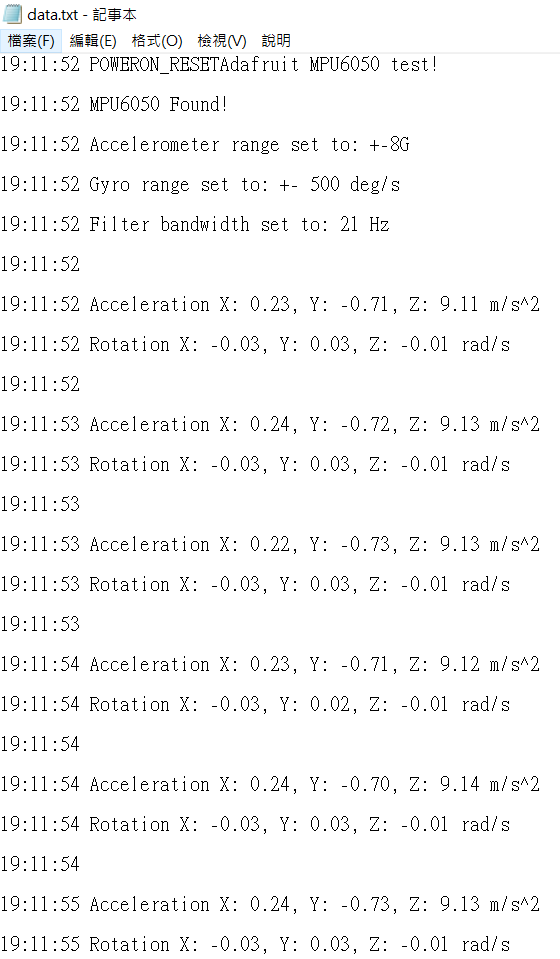 data.txt - 記事本
檔案(F) 編輯(E) 格式(O) 檢視(V) 說明
19:11:52 POWERON_RESETAdafruit MPU6050 test!
19:11:52 MPU6050 Found!
19:11:52 Accelerometer range set to: +-8G
19:11:52 Gyro range set to: +- 500 deg/s
19:11:52 Filter bandwidth set to: 21 Hz
19:11:52
19:11:52 Acceleration X: 0.23, Y: -0.71, Z: 9.11 m/s^2
19:11:52 Rotation X: -0.03, Y: 0.03, Z: -0.01 rad/s
19:11:52
19:11:53 Acceleration X: 0.24, Y: -0.72, Z: 9.13 m/s^2
19:11:53 Rotation X: -0.03, Y: 0.03, Z: -0.01 rad/s
19:11:53
19:11:53 Acceleration X: 0.22, Y: -0.73, Z: 9.13 m/s^2
19:11:53 Rotation X: -0.03, Y: 0.03, Z: -0.01 rad/s
19:11:53
19:11:54 Acceleration X: 0.23, Y: -0.71, Z: 9.12 m/s^2
19:11:54 Rotation X: -0.03, Y: 0.02, Z: -0.01 rad/s
19:11:54
19:11:54 Acceleration X: 0.24, Y: -0.70, Z: 9.14 m/s^2
19:11:54 Rotation X: -0.03, Y: 0.03, Z: -0.01 rad/s
19:11:54
19:11:55 Acceleration X: 0.24, Y: -0.73, Z: 9.13 m/s^2
19:11:55 Rotation X: -0.03, Y: 0.03, Z: -0.01 rad/s